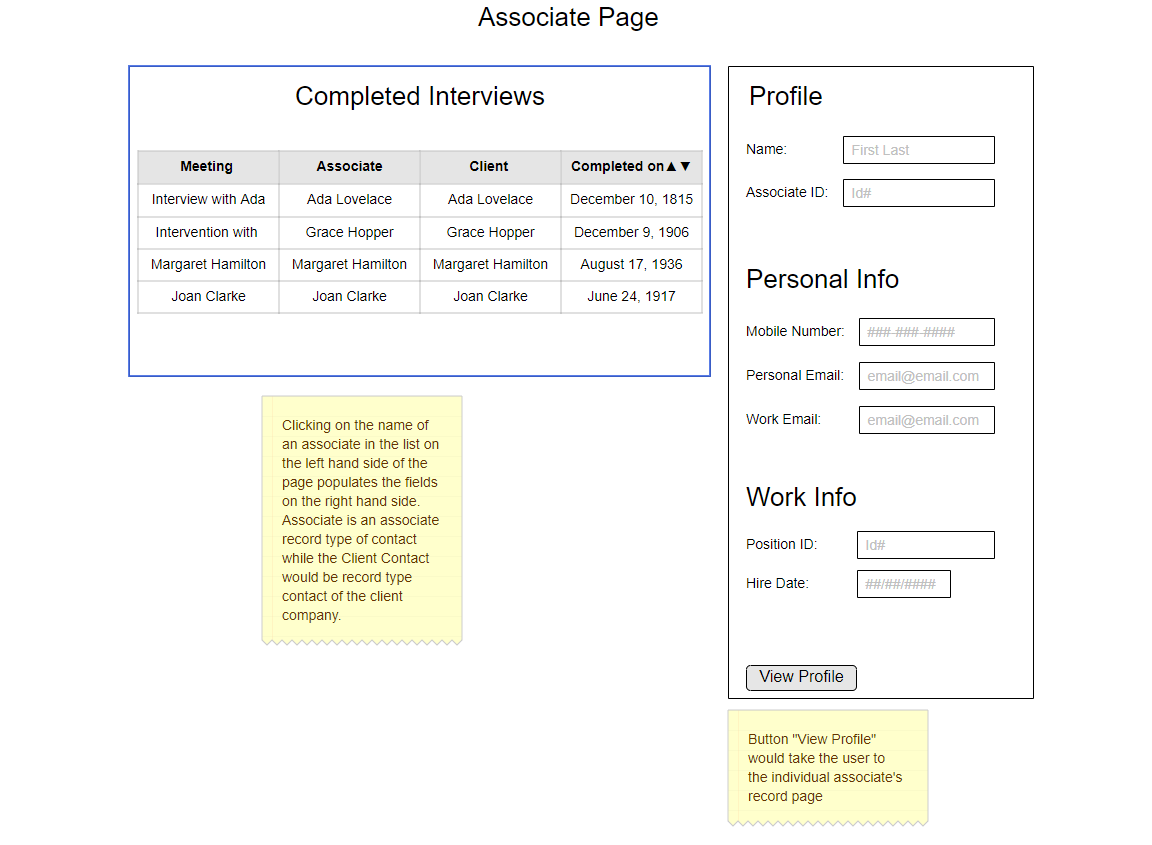 Associate Page
Completed Interviews
Meeting Associate Client Completed on▲▼
Interview with Ada Ada Lovelace Ada Lovelace December 10, 1815
Intervention with Grace Hopper Grace Hopper December 9, 1906
Margaret Hamilton Margaret Hamilton Margaret Hamilton August 17, 1936
Joan Clarke Joan Clarke Joan Clarke June 24, 1917
Clicking on the name of
an associate in the list on
the left hand side of the
page populates the fields
on the right hand side.
Associate is an associate
record type of contact
while the Client Contact
would be record type
contact of the client
company.
Profile
Name: First Last
Associate ID: Id#
Personal Info
Mobile Number: ###-###-####
Personal Email: email@email.com
Work Email: email@email.com
Work Info
Position ID: Id#
Hire Date: ##/##/####
View Profile
Button "View Profile"
would take the user to
the individual associate's
record page